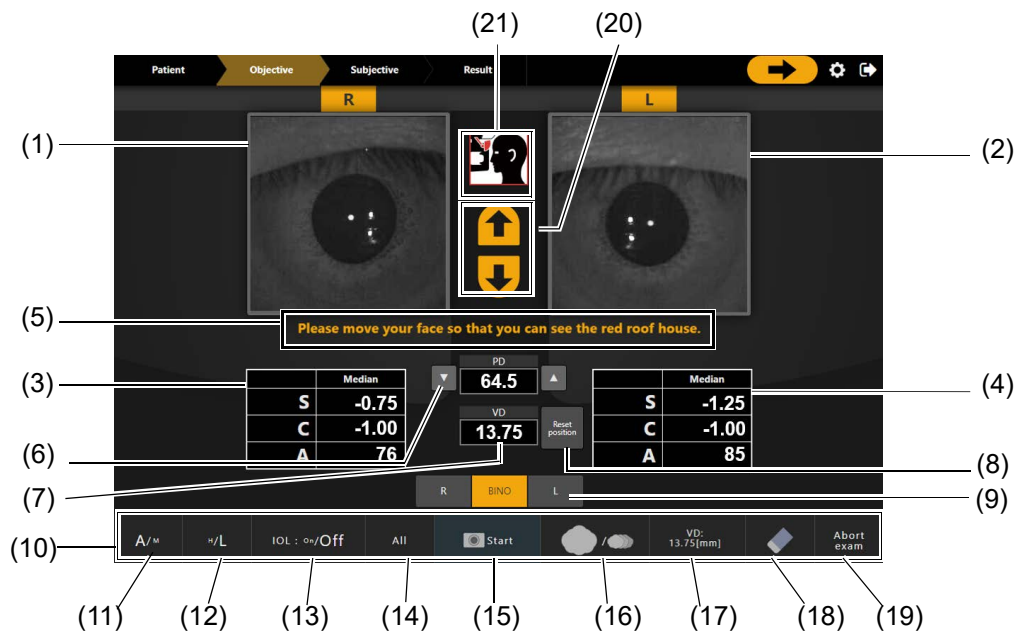 (21) (20)
Patient Objective Subjective Result
R L
(1)
(2)
(5)
Please move your face so that you can see the red roof house.
(3)
(4)
PD
▼ 64.5 ▲
Median
S -0.75
C -1.00
A 76
VD
13.75
Reset
position
Median
S -1.25
C -1.00
A 85
(6)
(7)
(8)
(9)
R BINO L
(10)
A/M H/L IOL : On/Off All Start / VD:
13.75[mm]
Abort
exam
(11) (12) (13) (14) (15) (16) (17) (18) (19)